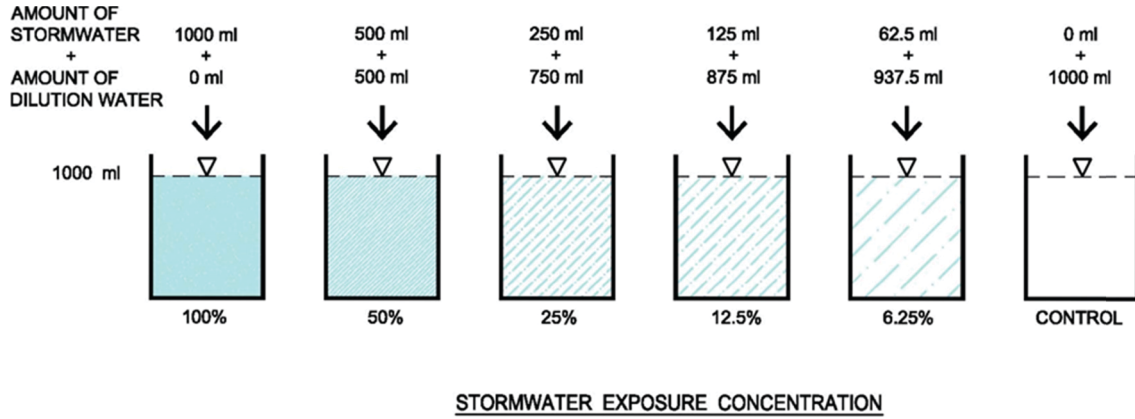 AMOUNT OF
STORMWATER 1000 ml 500 ml 250 ml 125 ml 62.5 ml 0 ml
+ + + + + + +
AMOUNT OF 0 ml 500 ml 750 ml 875 ml 937.5 ml 1000 ml
DILUTION WATER
1000 ml
100% 50% 25% 12.5% 6.25% CONTROL
STORMWATER EXPOSURE CONCENTRATION